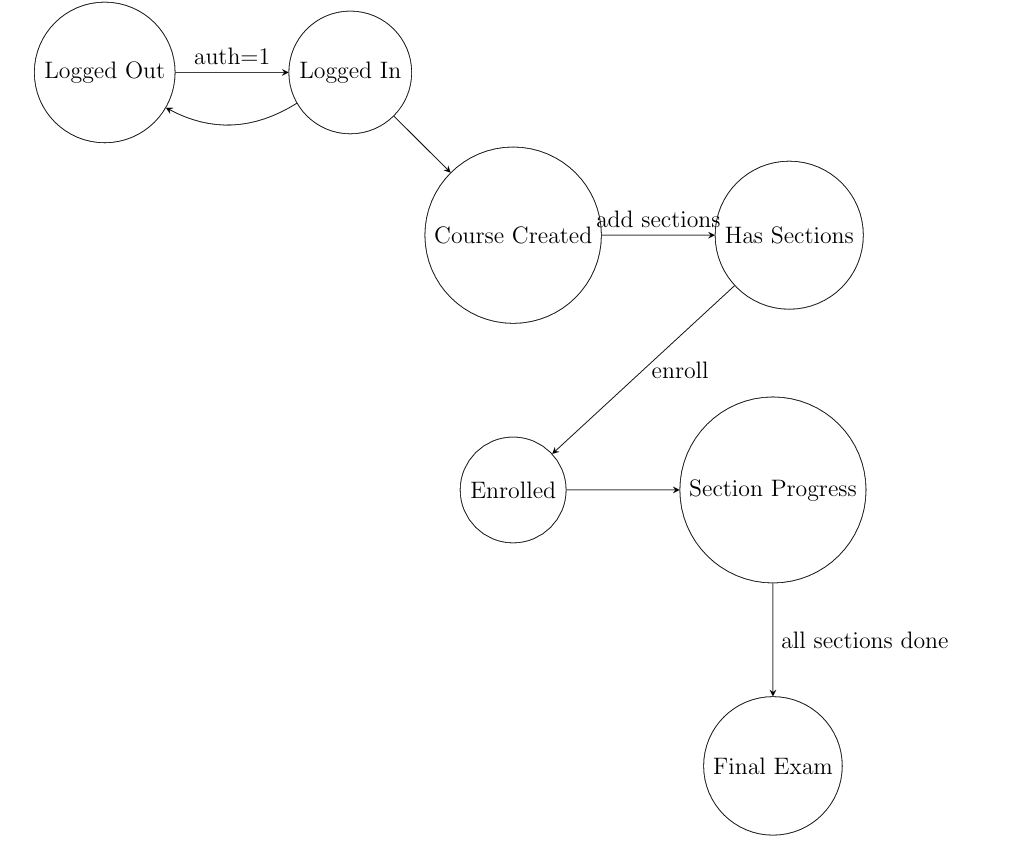 Logged Out
auth=1
Logged In
Course Created
add sections
Has Sections
enroll
Enrolled
Section Progress
all sections done
Final Exam